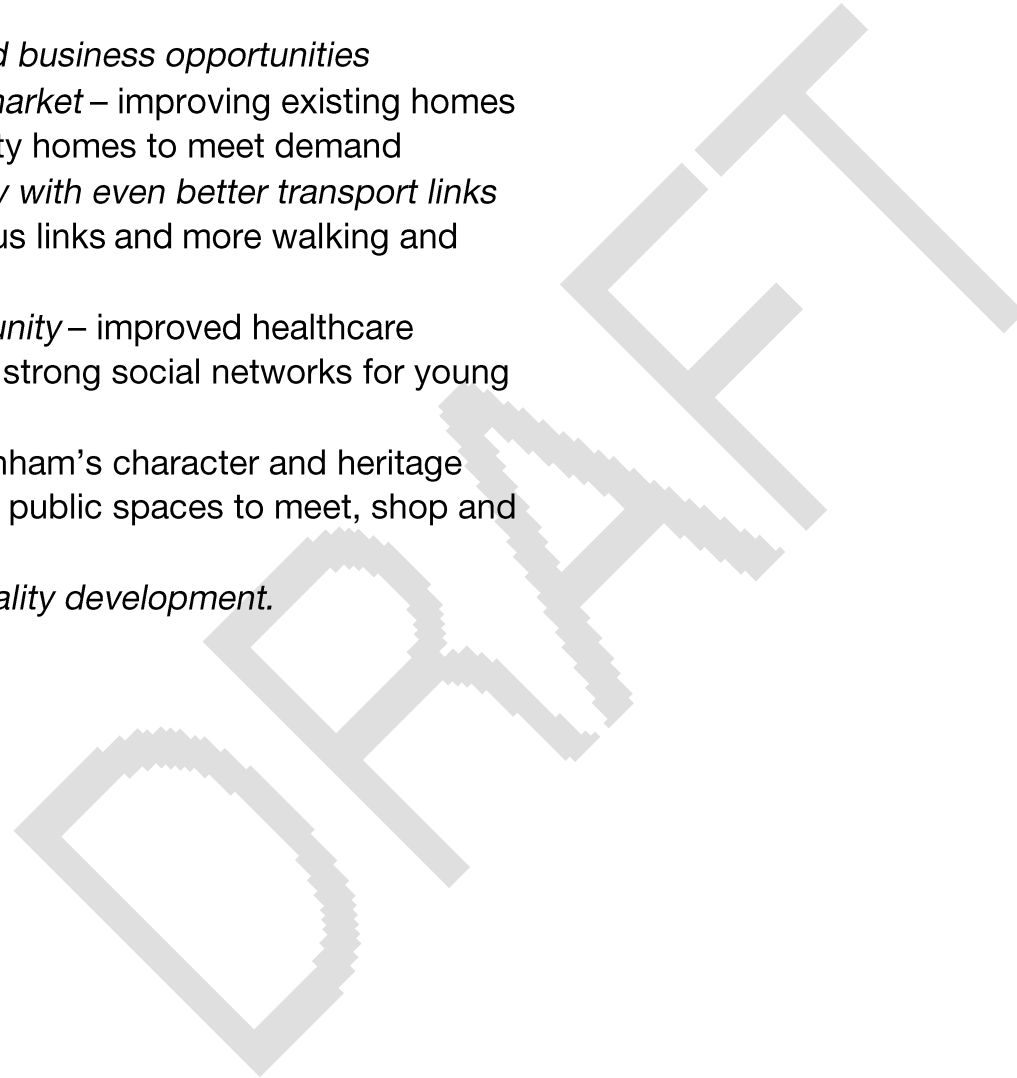 d business opportunities
market – improving existing homes
ty homes to meet demand
y with even better transport links
us links and more walking and
unity – improved healthcare
strong social networks for young
nham’s character and heritage
public spaces to meet, shop and
ality development.
DRAFT